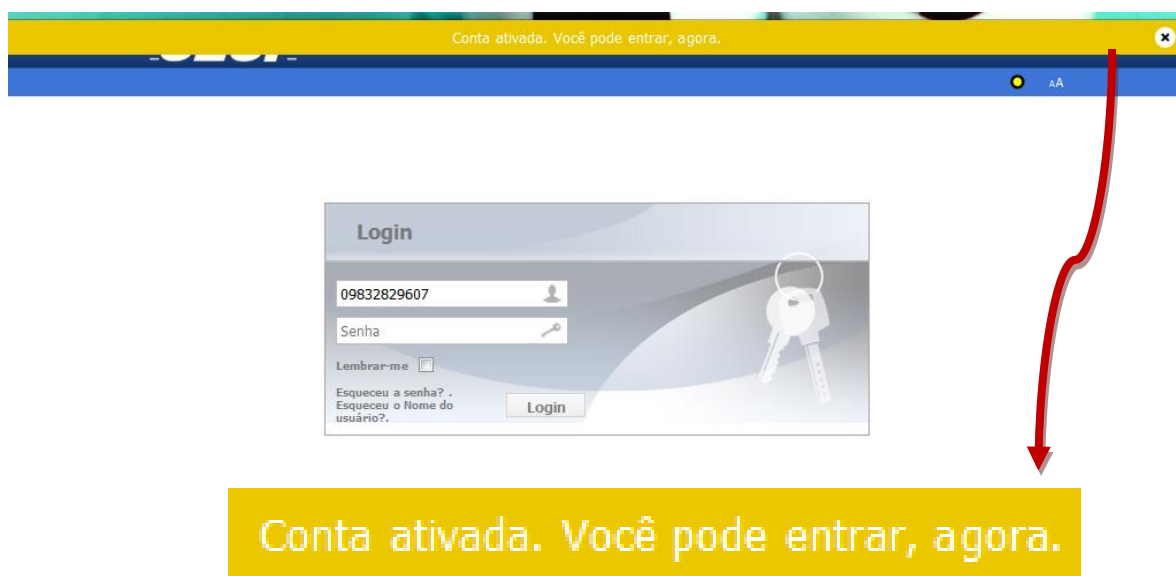 Conta ativada. Você pode entrar, agora.
AA
Login
09832829607
Senha
Lembrar-me
Esqueceu a senha? .
Esqueceu o Nome do
usuário?.
Login
Conta ativada. Você pode entrar, agora.